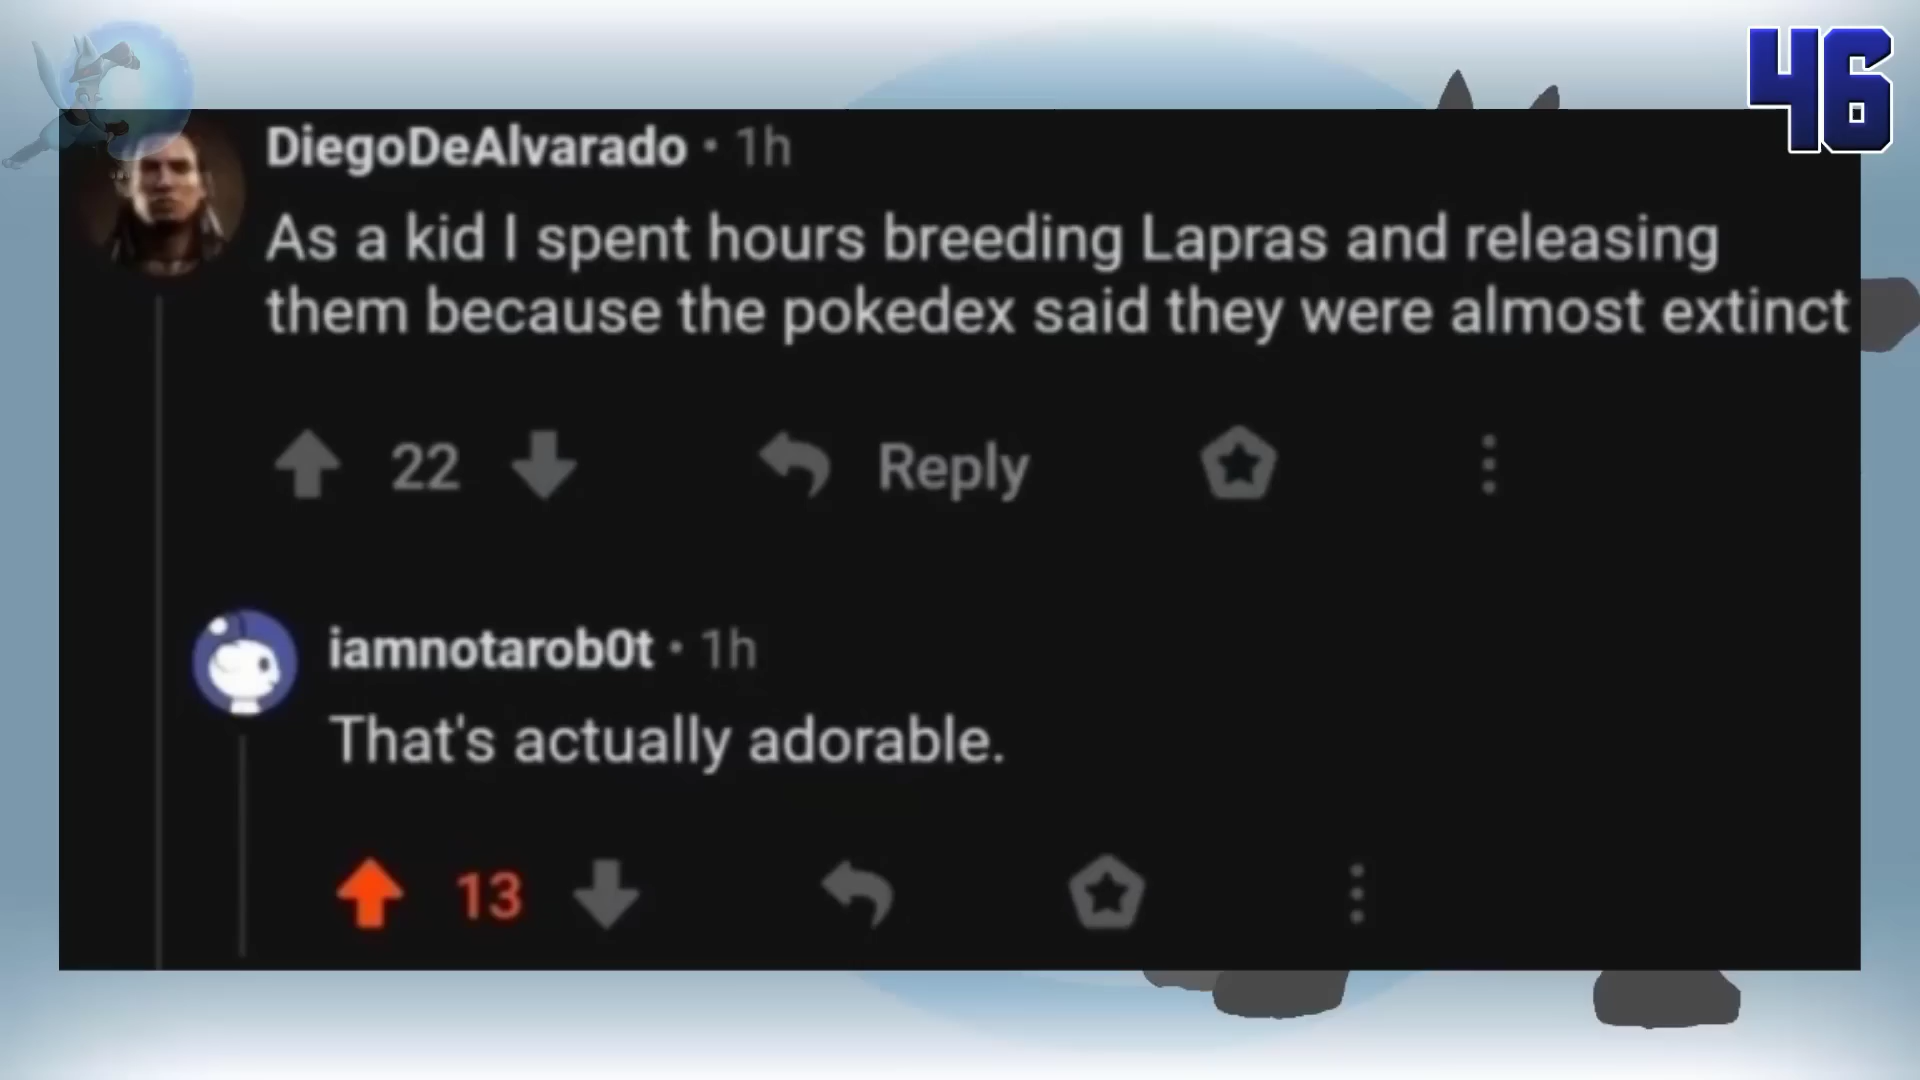 46
DiegoDeAlvarado • 1h
As a kid I spent hours breeding Lapras and releasing
them because the pokedex said they were almost extinct
22 Reply
iamnotarob0t • 1h
That's actually adorable.
13